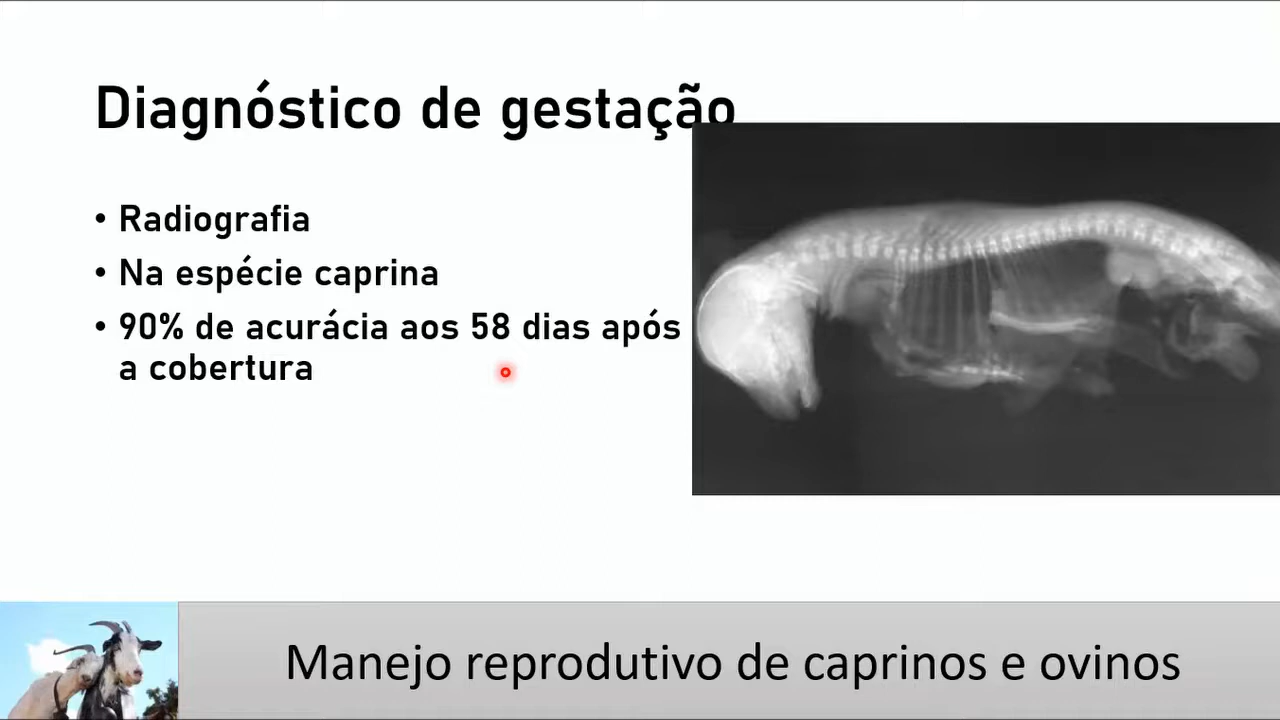 Diagnóstico de gestação
• Radiografia
• Na espécie caprina
• 90% de acurácia aos 58 dias após
a cobertura
Manejo reprodutivo de caprinos e ovinos